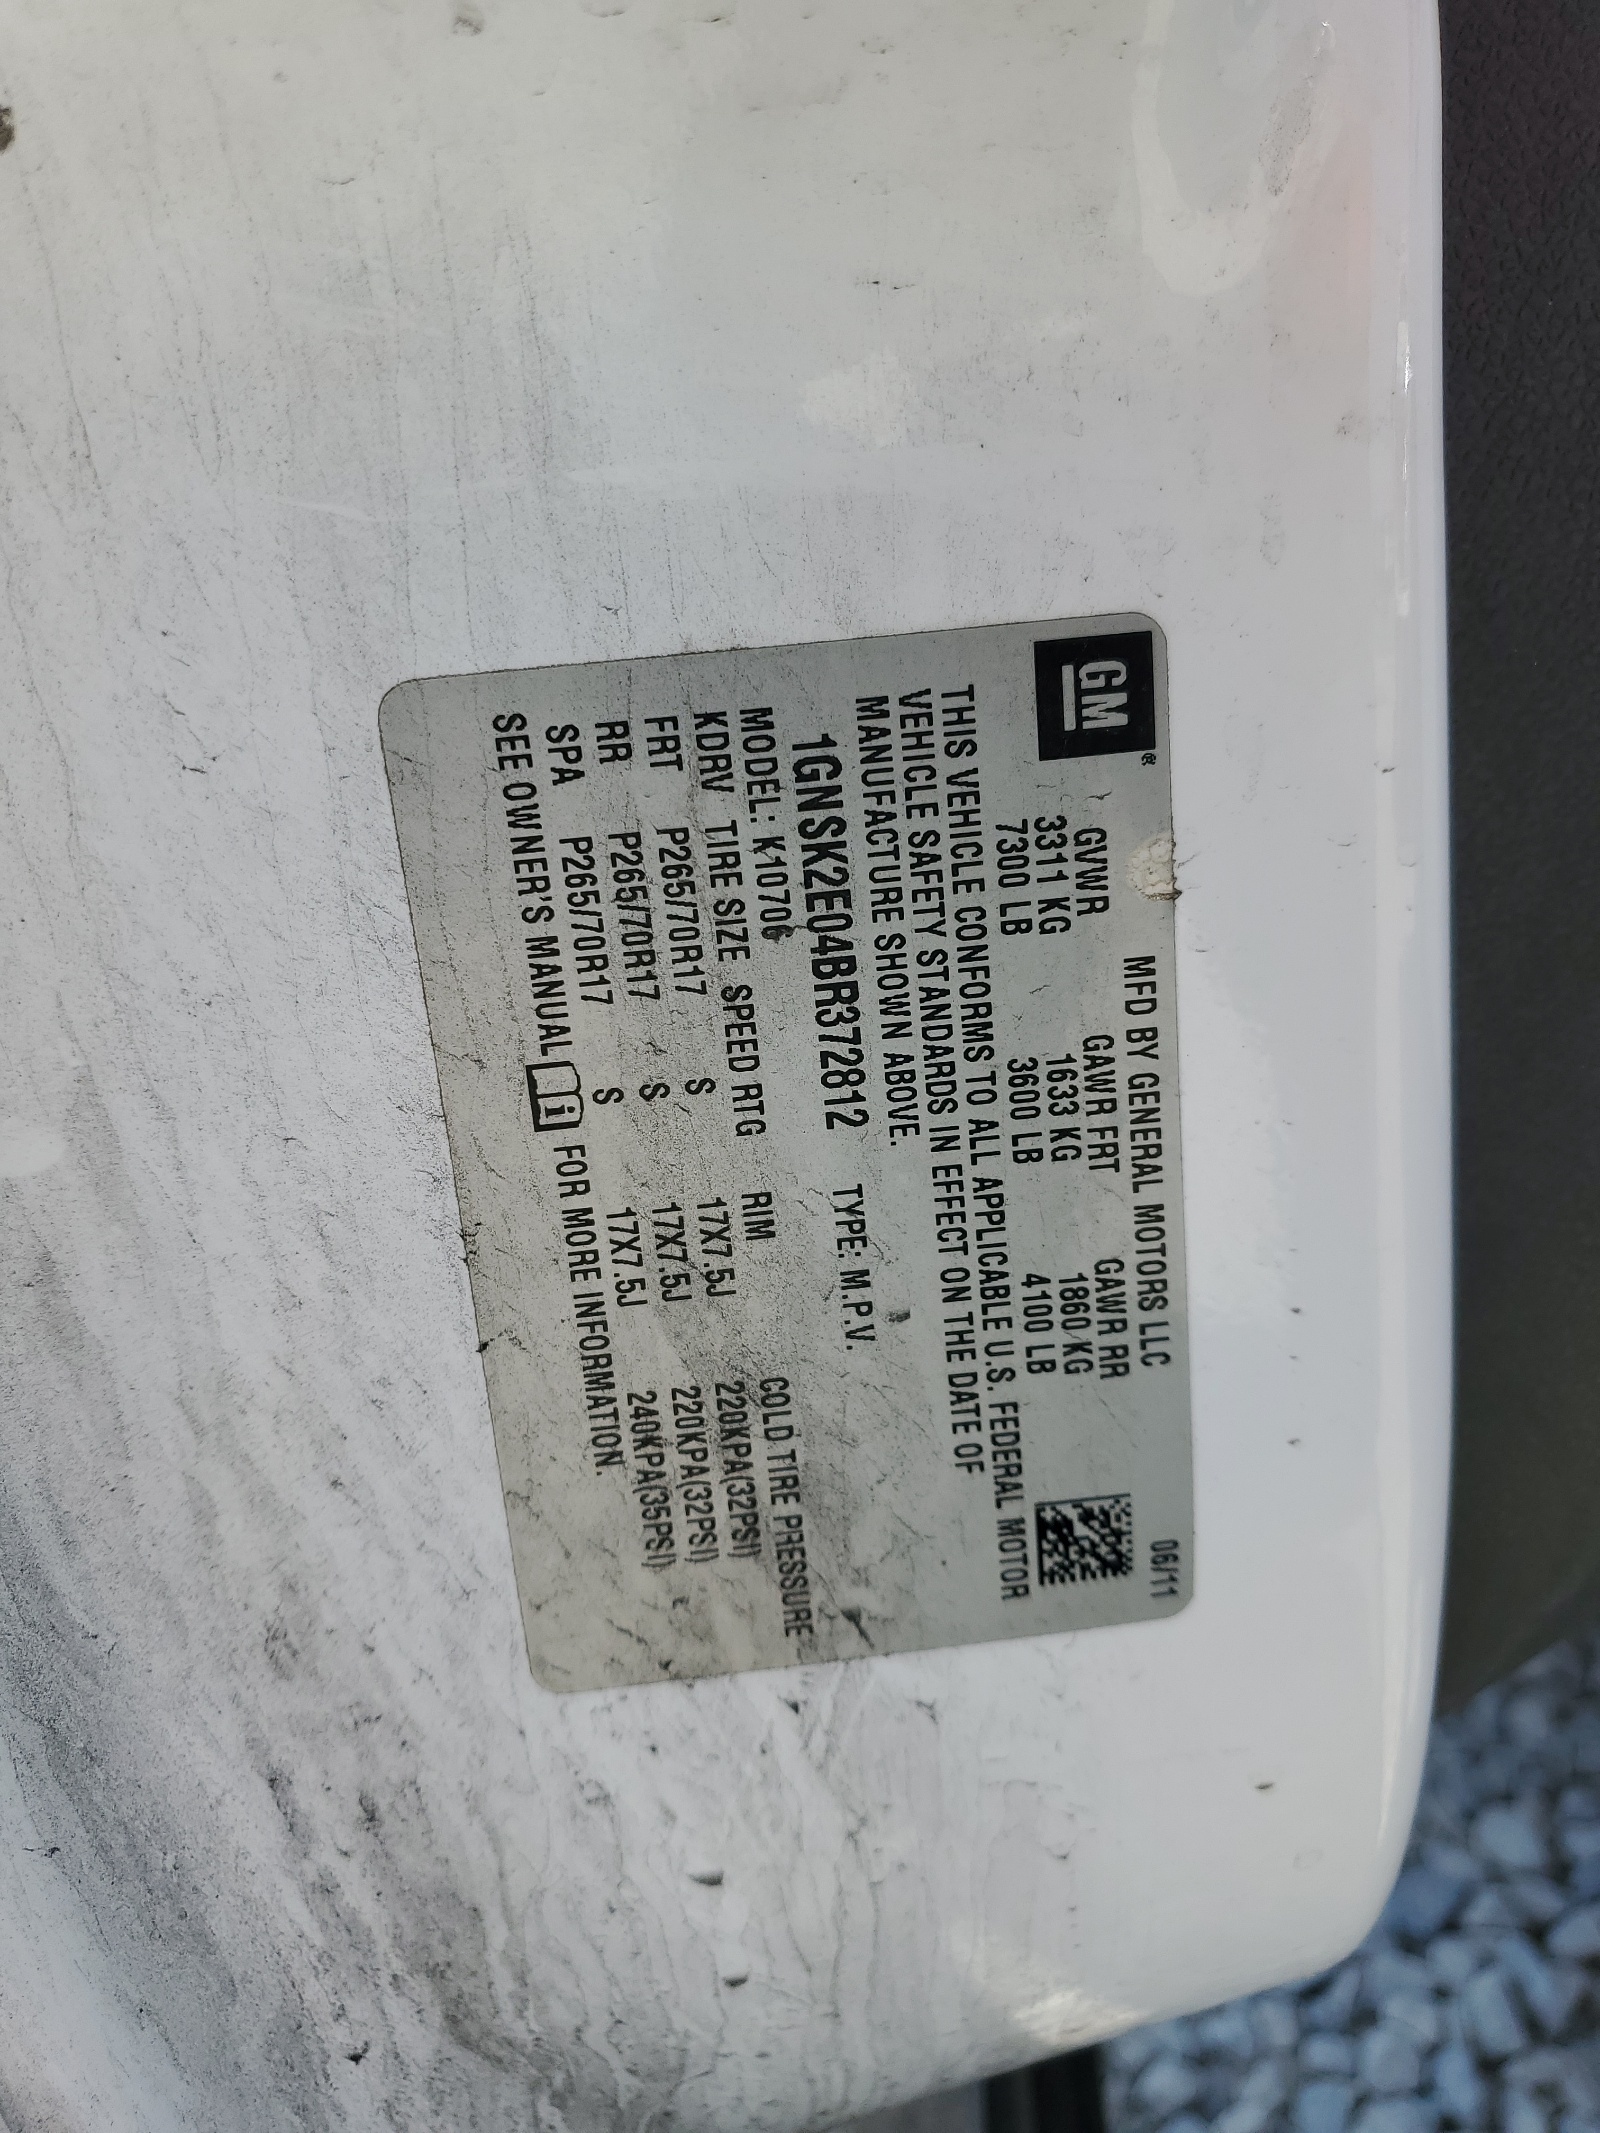 GM®
MFD BY GENERAL MOTORS LLC 06/11
GVWR GAWR FRT GAWR RR
3311 KG 1633 KG 1860 KG
7300 LB 3600 LB 4100 LB
THIS VEHICLE CONFORMS TO ALL APPLICABLE U.S. FEDERAL MOTOR
VEHICLE SAFETY STANDARDS IN EFFECT ON THE DATE OF
MANUFACTURE SHOWN ABOVE.
1GNSK2E04BR372812 TYPE: M.P.V.
MODEL: K10706
KDRV TIRE SIZE SPEED RTG RIM COLD TIRE PRESSURE
FRT P265/70R17 S 17X7.5J 220KPA(32PSI)
RR P265/70R17 S 17X7.5J 220KPA(32PSI)
SPA P265/70R17 S 17X7.5J 240KPA(35PSI)
SEE OWNER'S MANUAL i FOR MORE INFORMATION.